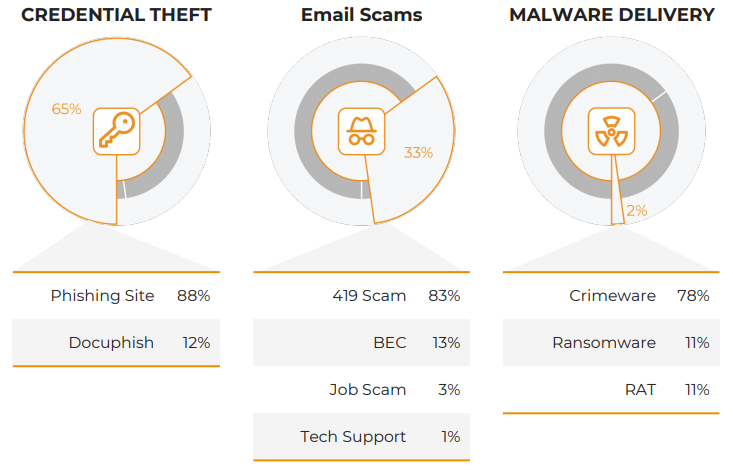 CREDENTIAL THEFT
65%
Phishing Site 88%
Docuphish 12%
Email Scams
33%
419 Scam 83%
BEC 13%
Job Scam 3%
Tech Support 1%
MALWARE DELIVERY
2%
Crimeware 78%
Ransomware 11%
RAT 11%